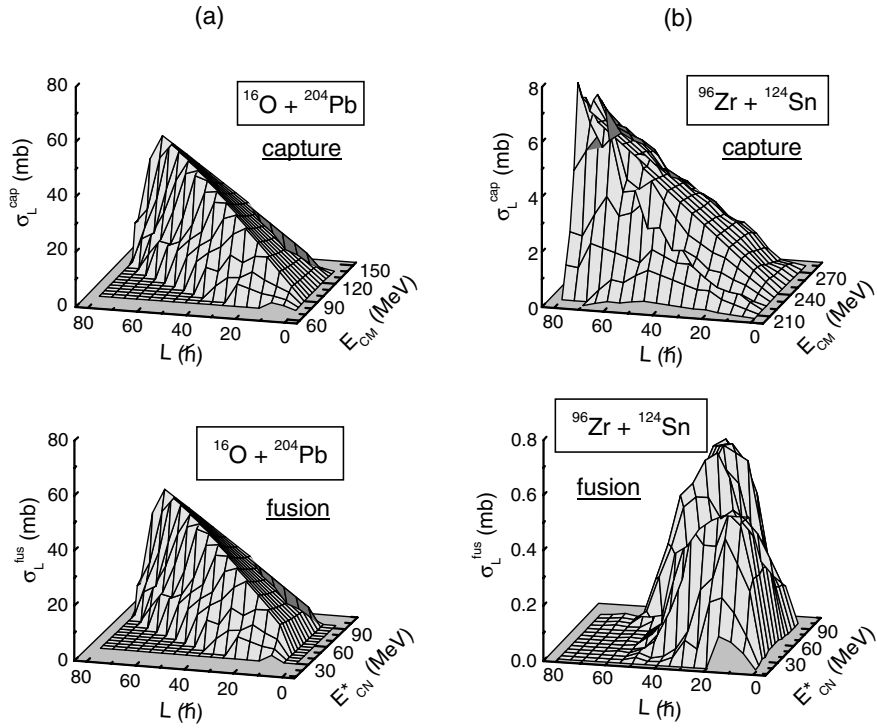 (a)
(b)
¹⁶O + ²⁰⁴Pb
capture
σ_L^cap (mb)
80
60
40
20
0
80
60
40
20
0
L (ℏ)
60
90
120
150
E_CM (MeV)
⁹⁶Zr + ¹²⁴Sn
capture
σ_L^cap (mb)
8
6
4
2
0
80
60
40
20
0
L (ℏ)
210
240
270
E_CM (MeV)
¹⁶O + ²⁰⁴Pb
fusion
σ_L^fus (mb)
80
60
40
20
0
80
60
40
20
0
L (ℏ)
30
60
90
E*_CN (MeV)
⁹⁶Zr + ¹²⁴Sn
fusion
σ_L^fus (mb)
0.8
0.6
0.4
0.2
0.0
80
60
40
20
0
L (ℏ)
30
60
90
E*_CN (MeV)